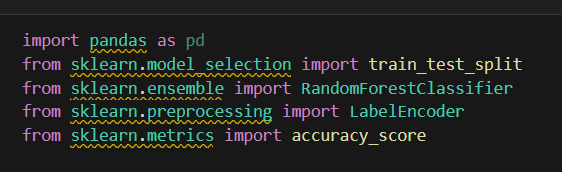 import pandas as pd
from sklearn.model_selection import train_test_split
from sklearn.ensemble import RandomForestClassifier
from sklearn.preprocessing import LabelEncoder
from sklearn.metrics import accuracy_score